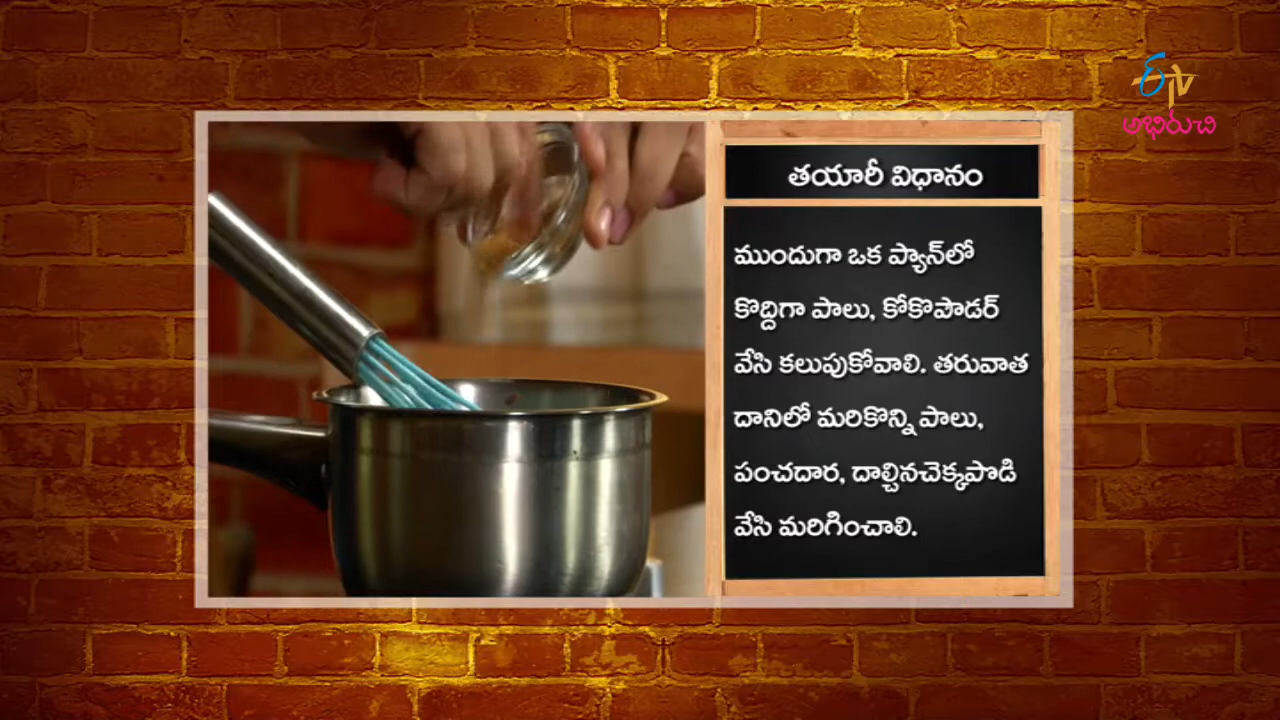 ETV
అభిరుచి
తయారీ విధానం
ముందుగా ఒక ప్యాన్‌లో
కొద్దిగా పాలు, కోకొపౌడర్
వేసి కలుపుకోవాలి. తరువాత
దానిలో మరికొన్ని పాలు,
పంచదార, దాల్చినచెక్కపొడి
వేసి మరిగించాలి.